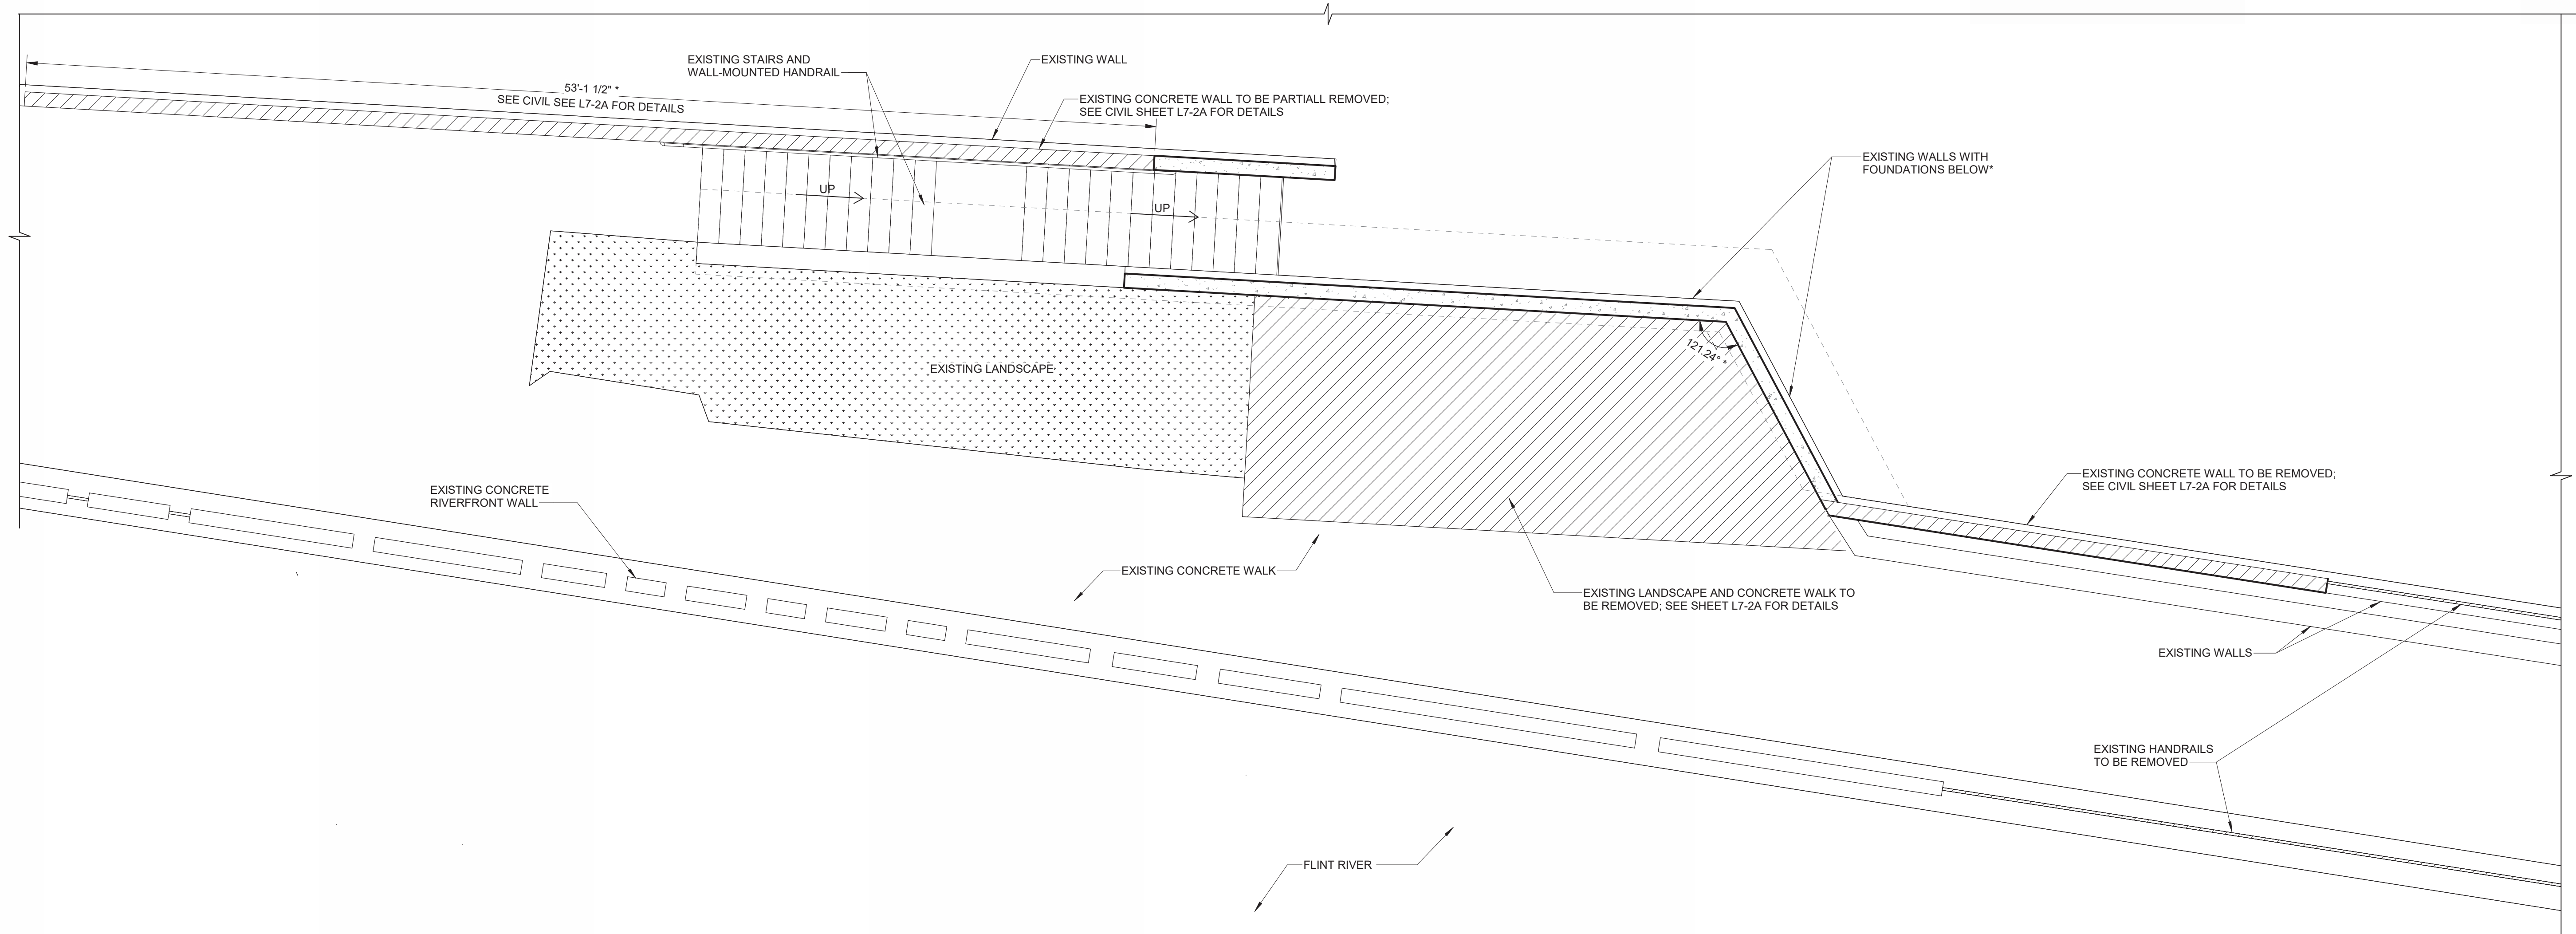 EXISTING STAIRS AND
WALL-MOUNTED HANDRAIL
EXISTING WALL
53'-1 1/2" *
SEE CIVIL SEE L7-2A FOR DETAILS
EXISTING CONCRETE WALL TO BE PARTIALL REMOVED;
SEE CIVIL SHEET L7-2A FOR DETAILS
EXISTING WALLS WITH
FOUNDATIONS BELOW*
UP
UP
121.24° *
EXISTING LANDSCAPE
EXISTING CONCRETE WALL TO BE REMOVED;
SEE CIVIL SHEET L7-2A FOR DETAILS
EXISTING CONCRETE
RIVERFRONT WALL
EXISTING CONCRETE WALK
EXISTING LANDSCAPE AND CONCRETE WALK TO
BE REMOVED; SEE SHEET L7-2A FOR DETAILS
EXISTING WALLS
EXISTING HANDRAILS
TO BE REMOVED
FLINT RIVER